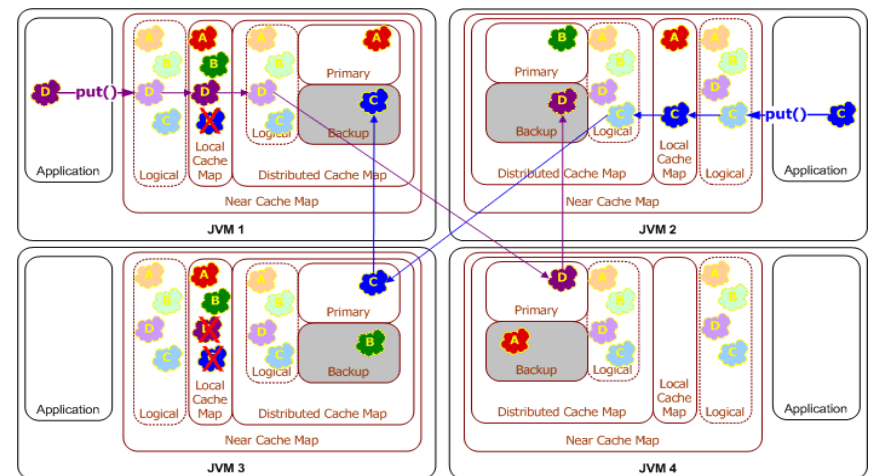 A
A
A
A
B
B
B
Primary
D
put()
D
D
D
C
C
C
Logical
Backup
Application
Logical
Local
Cache
Map
Distributed Cache Map
Near Cache Map
JVM 1
B
A
A
A
B
B
Primary
D
D
D
C
C
C
put()
C
Backup
Logical
Distributed Cache Map
Local
Cache
Map
Logical
Application
Near Cache Map
JVM 2
A
A
A
C
B
B
B
Primary
D
D
C
C
B
Logical
Backup
Application
Logical
Local
Cache
Map
Distributed Cache Map
Near Cache Map
JVM 3
D
A
A
B
B
Primary
D
D
A
C
C
Backup
Logical
Distributed Cache Map
Local
Cache
Map
Logical
Application
Near Cache Map
JVM 4